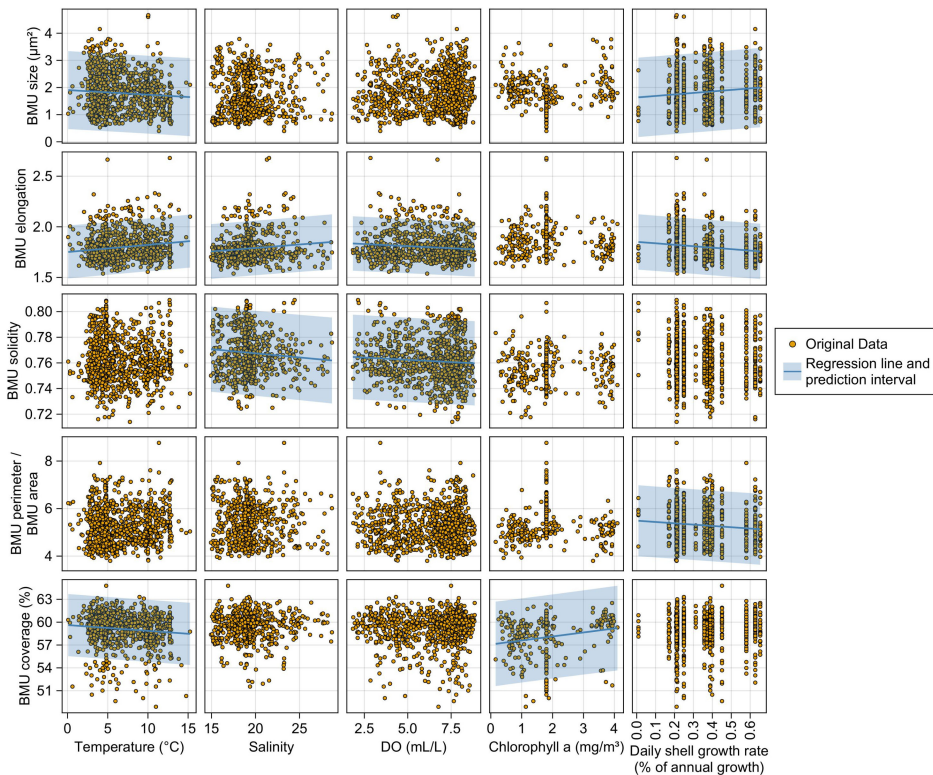 BMU size (μm²)
4
3
2
1
0
BMU elongation
2.5
2.0
1.5
BMU solidity
0.80
0.78
0.76
0.74
0.72
Original Data
Regression line and
prediction interval
BMU perimeter /
BMU area
8
6
4
BMU coverage (%)
63
60
57
54
51
0 5 10 15
15 20 25
2.5 5.0 7.5
0 1 2 3 4
0.0 0.1 0.2 0.3 0.4 0.5 0.6
Temperature (°C)
Salinity
DO (mL/L)
Chlorophyll a (mg/m³)
Daily shell growth rate
(% of annual growth)